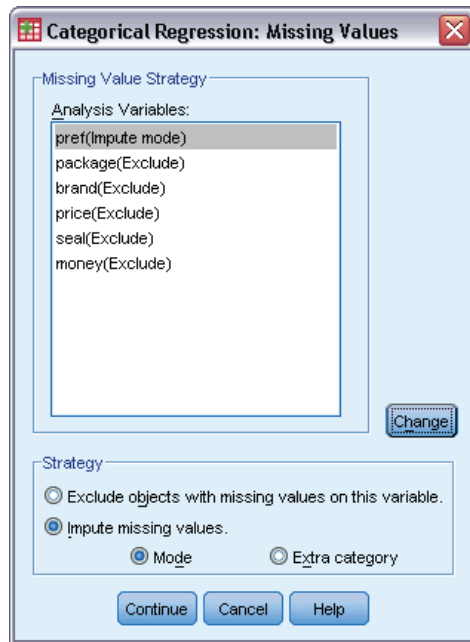 Categorical Regression: Missing Values
Missing Value Strategy
Analysis Variables:
pref(Impute mode)
package(Exclude)
brand(Exclude)
price(Exclude)
seal(Exclude)
money(Exclude)
Change
Strategy
Exclude objects with missing values on this variable.
Impute missing values.
Mode Extra category
Continue Cancel Help